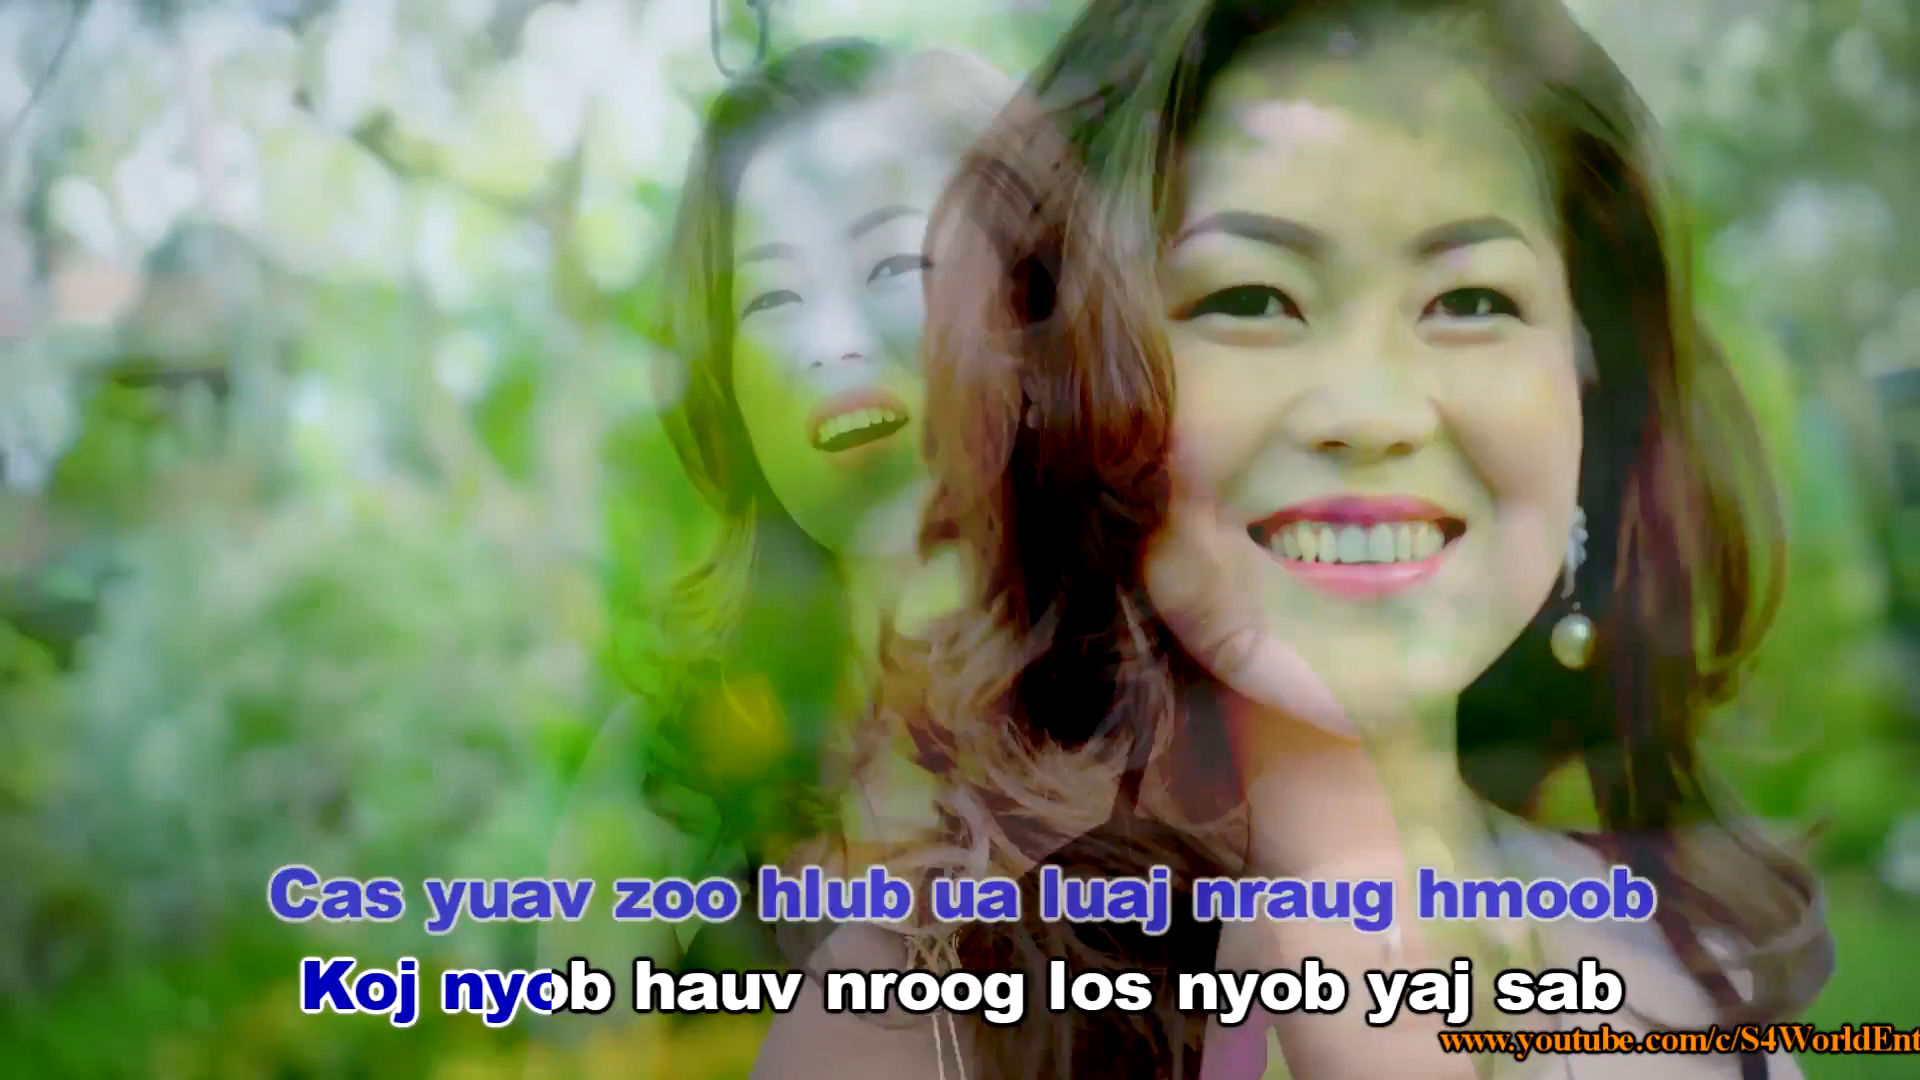 Cas yuav zoo hlub ua luaj nraug hmoob
Koj nyob hauv nroog los nyob yaj sab
www.youtube.com/c/S4WorldEnt